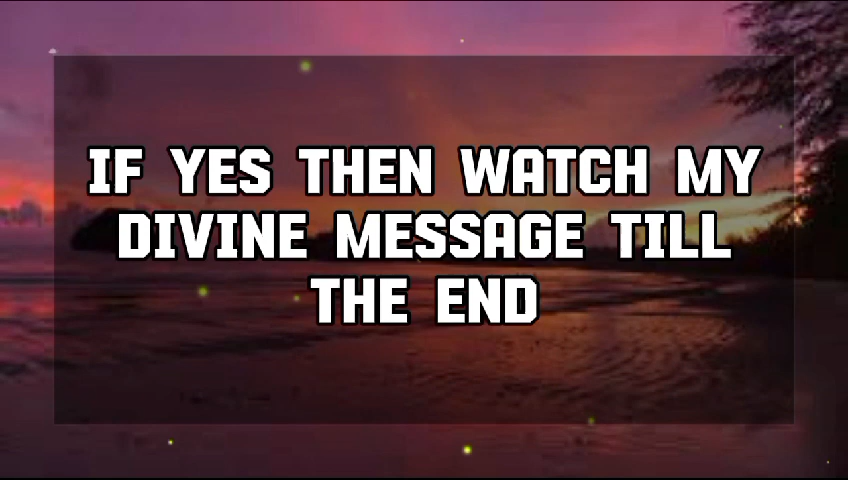 IF YES THEN WATCH MY
DIVINE MESSAGE TILL
THE END